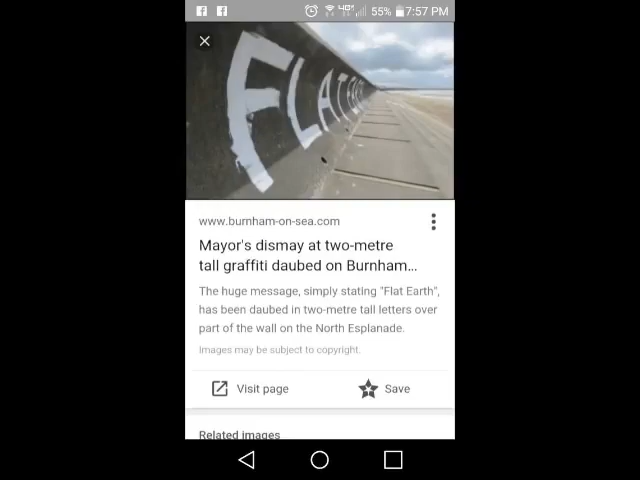 4G 55% 7:57 PM
FLAT
www.burnham-on-sea.com
Mayor's dismay at two-metre
tall graffiti daubed on Burnham...
The huge message, simply stating "Flat Earth",
has been daubed in two-metre tall letters over
part of the wall on the North Esplanade.
Images may be subject to copyright.
Visit page
Save
Related images